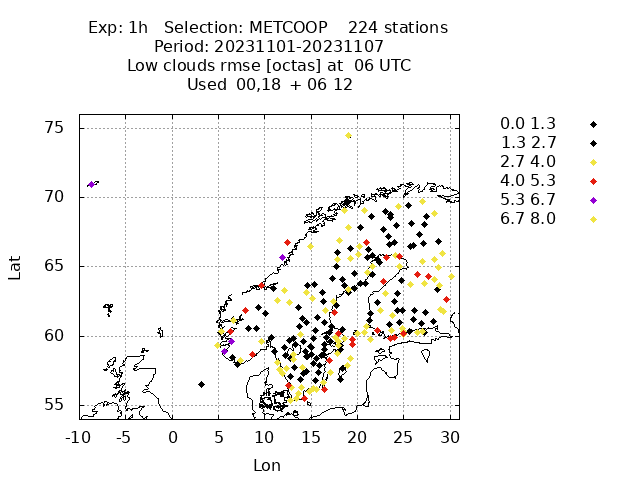 Exp: 1h   Selection: METCOOP    224 stations
Period: 20231101-20231107
Low clouds rmse [octas] at  06 UTC
Used  00,18  + 06 12
75
70
65
60
55
-10 -5 0 5 10 15 20 25 30
Lat
Lon
0.0 1.3
1.3 2.7
2.7 4.0
4.0 5.3
5.3 6.7
6.7 8.0